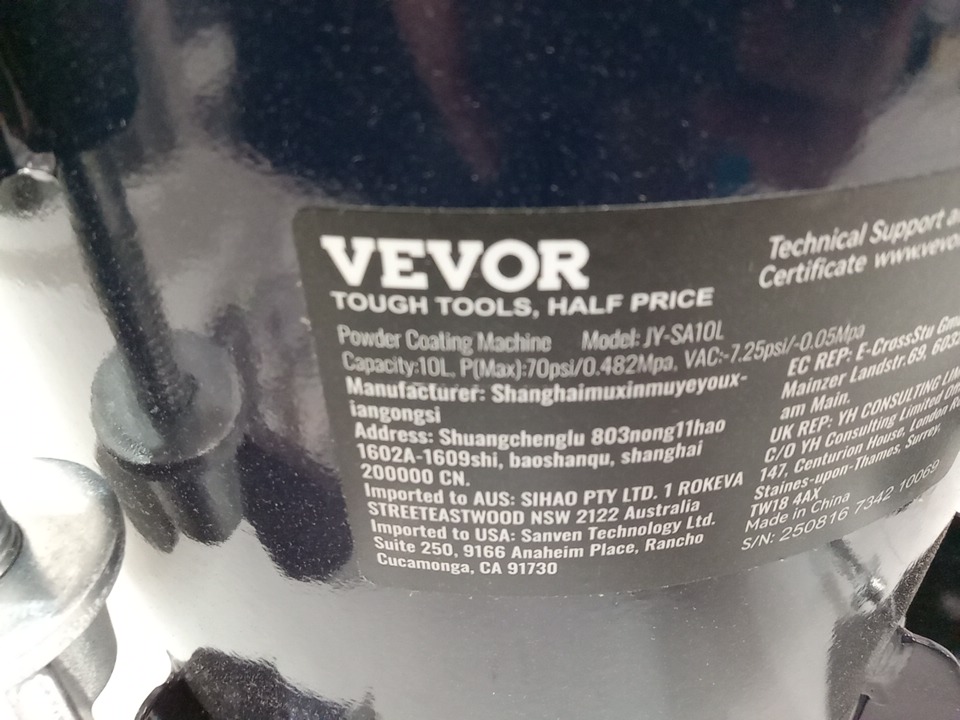 VEVOR
TOUGH TOOLS, HALF PRICE
Powder Coating Machine Model: JY-SA10L
Capacity:10L, P(Max):70psi/0.482Mpa, VAC:-7.25psi/-0.05Mpa
Manufacturer: Shanghaimuxinmuyeyoux-
iangongsi
Address: Shuangchenglu 803nong11hao
1602A-1609shi, baoshanqu, shanghai
200000 CN.
Imported to AUS: SIHAO PTY LTD. 1 ROKEVA
STREETEASTWOOD NSW 2122 Australia
Imported to USA: Sanven Technology Ltd.
Suite 250, 9166 Anaheim Place, Rancho
Cucamonga, CA 91730
Technical Support
Certificate
EC REP: E-CrossStu
Mainzer Landstr.69,
am Main.
UK REP: YH CONSULTING
C/O YH Consulting Limited
147, Centurion House, London
Staines-upon-Thames, Surrey,
TW18 4AX
Made in China
S/N: 250816 7342 10069